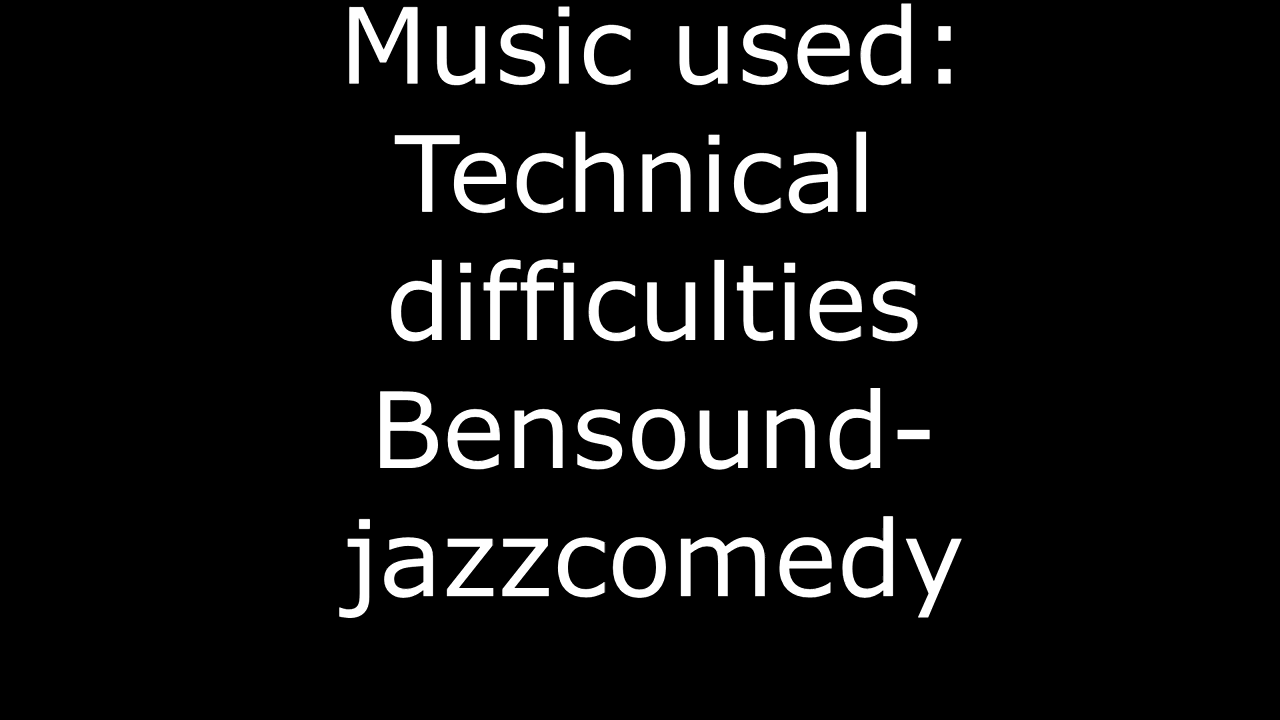 Music used:
Technical
difficulties
Bensound-
jazzcomedy